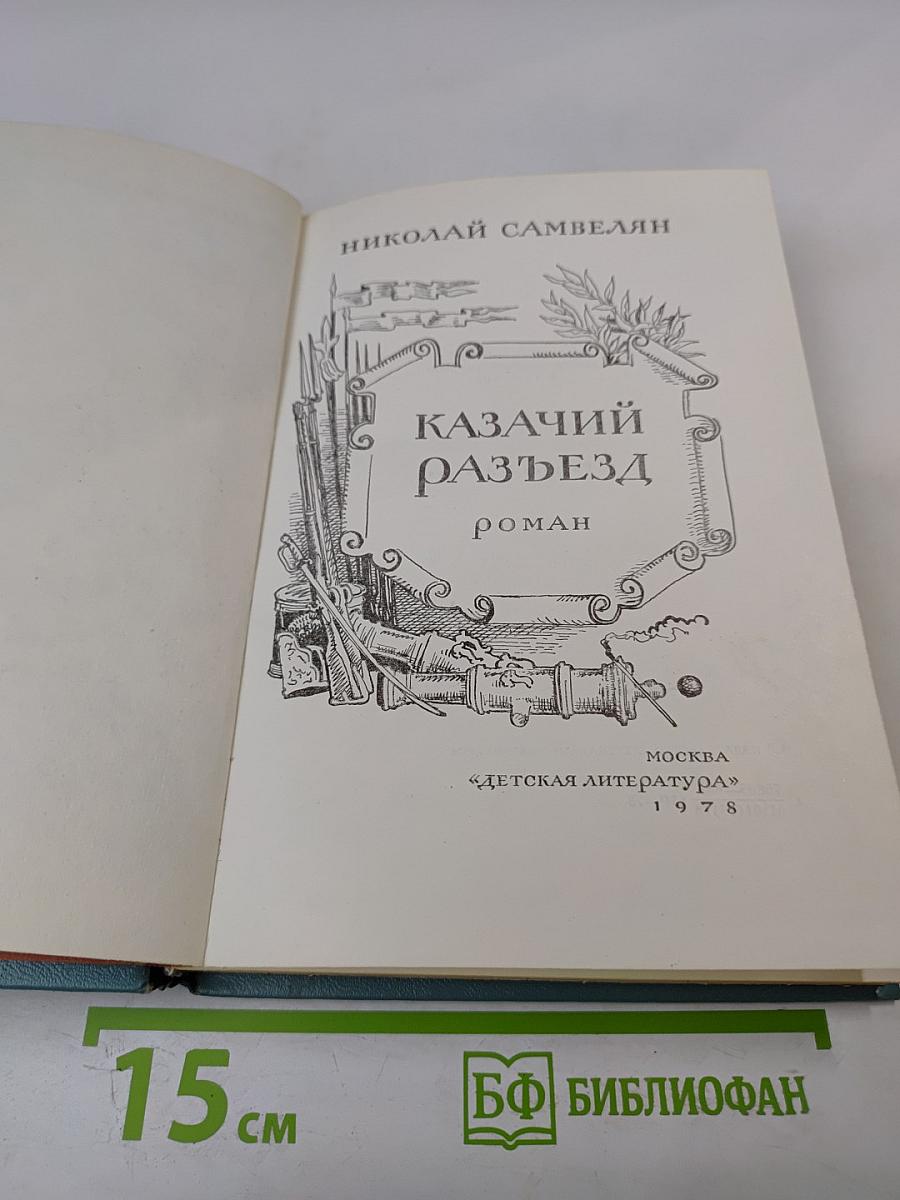 НИКОЛАЙ САМВЕЛЯН
КАЗАЧИЙ
РАЗЪЕЗД
РОМАН
МОСКВА
«ДЕТСКАЯ ЛИТЕРАТУРА»
1978
15 см
БФ БИБЛИОФАН